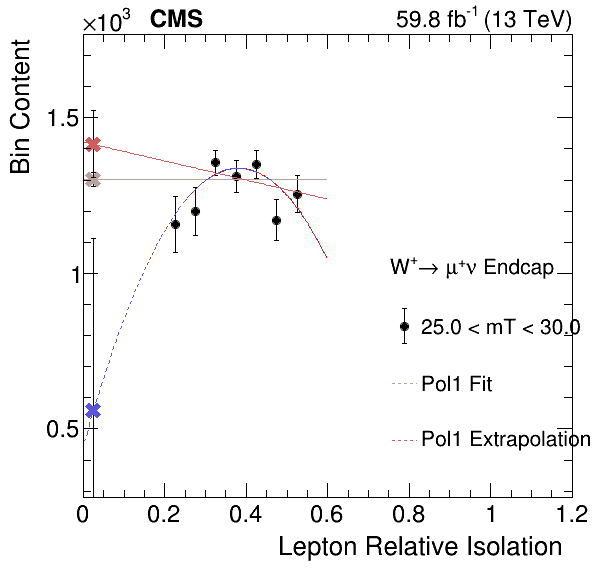 ×10³ CMS 59.8 fb⁻¹ (13 TeV)
Bin Content
1.5
1
0.5
W⁺→ μ⁺ν Endcap
25.0 < mT < 30.0
Pol1 Fit
Pol1 Extrapolation
0 0.2 0.4 0.6 0.8 1 1.2
Lepton Relative Isolation